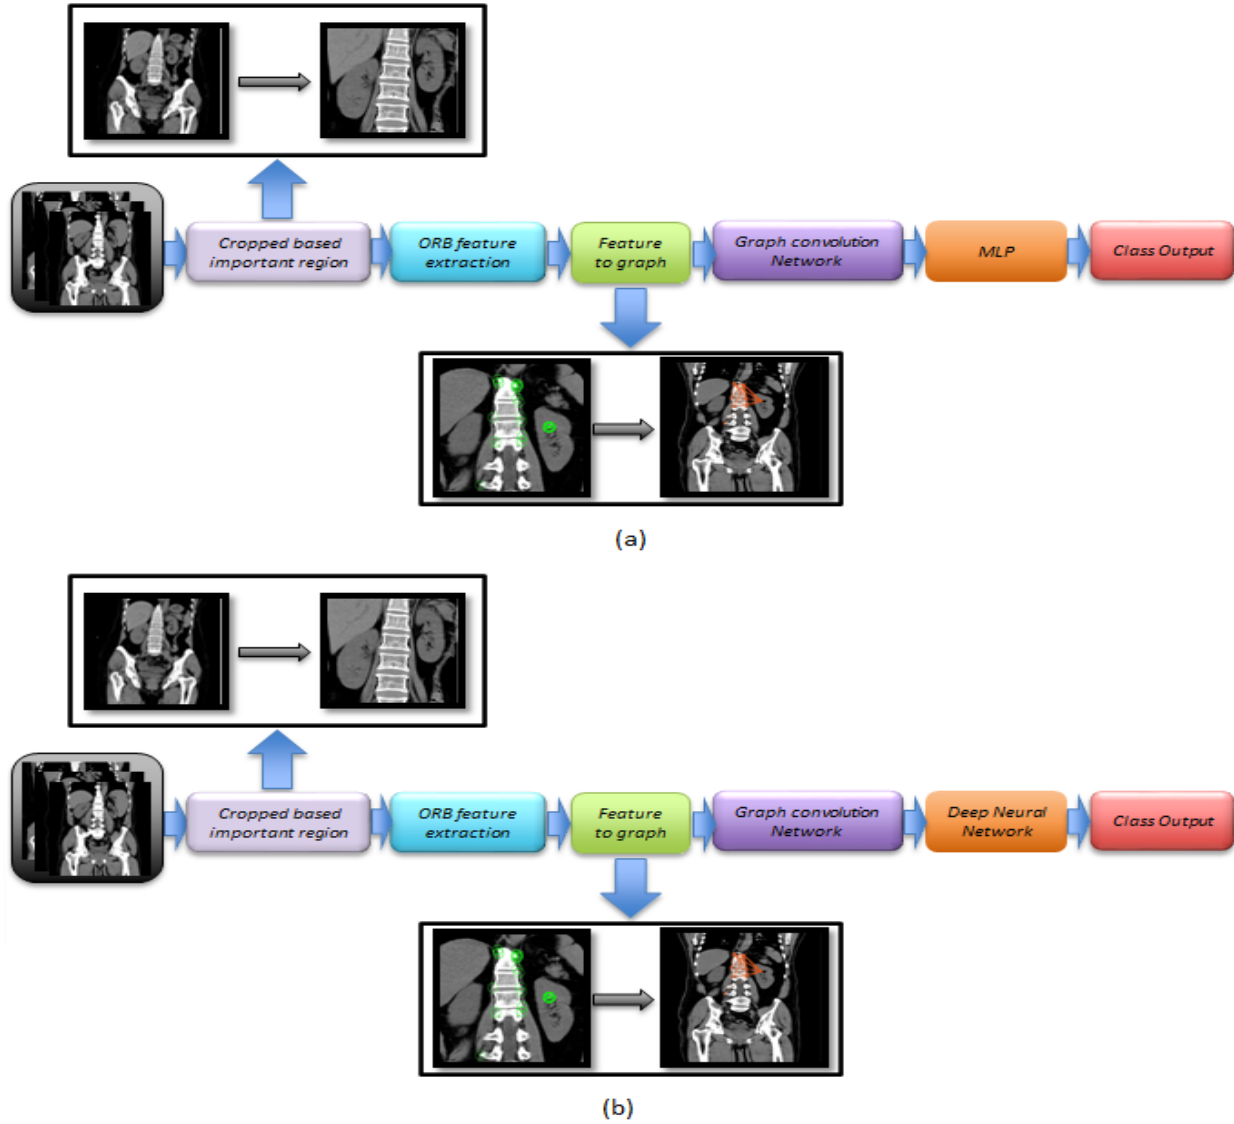 Cropped based
important region
ORB feature
extraction
Feature
to graph
Graph convolution
Network
MLP
Class Output
(a)
Cropped based
important region
ORB feature
extraction
Feature
to graph
Graph convolution
Network
Deep Neural
Network
Class Output
(b)